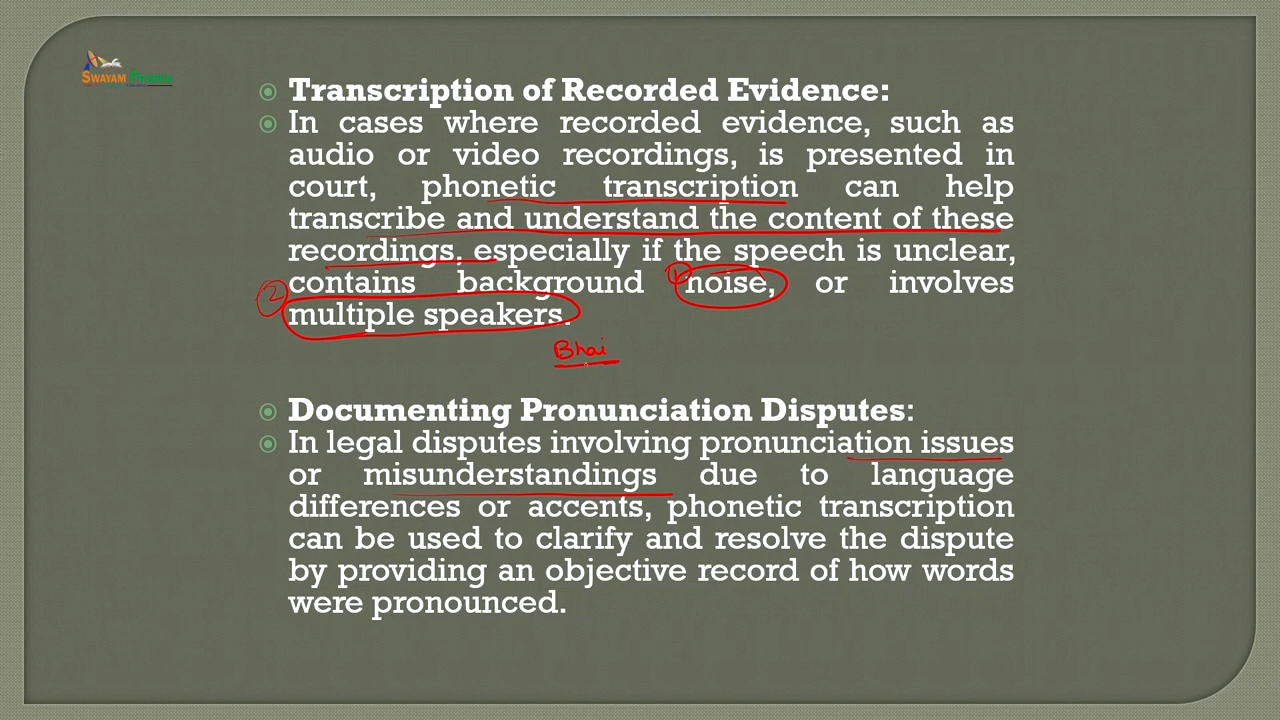 SWAYAM PRABHA
Transcription of Recorded Evidence:
In cases where recorded evidence, such as
audio or video recordings, is presented in
court, phonetic transcription can help
transcribe and understand the content of these
recordings, especially if the speech is unclear,
contains background 1 noise, or involves
2 multiple speakers.
Bhai
Documenting Pronunciation Disputes:
In legal disputes involving pronunciation issues
or misunderstandings due to language
differences or accents, phonetic transcription
can be used to clarify and resolve the dispute
by providing an objective record of how words
were pronounced.